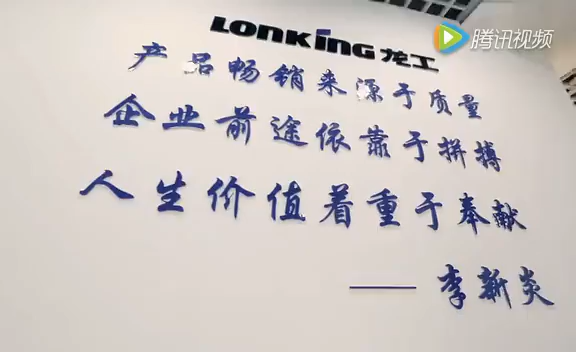 LONKING 龙工
腾讯视频
产品畅销来源于质量
企业前途依靠于拼搏
人生价值着重于奉献
—— 李新炎